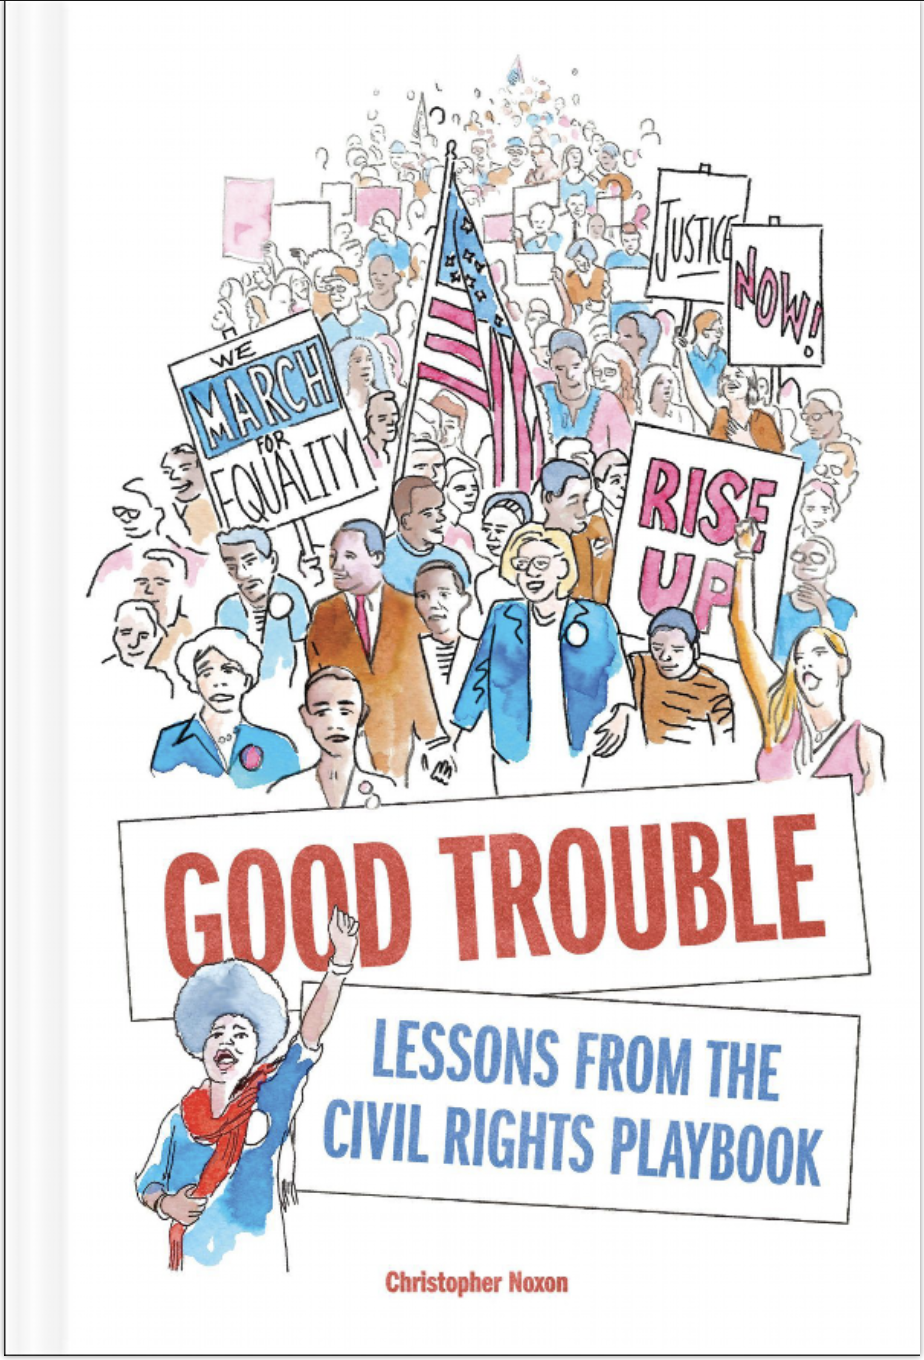 JUSTICE
NOW!
WE
MARCH
FOR
EQUALITY
RISE
UP
GOOD TROUBLE
LESSONS FROM THE
CIVIL RIGHTS PLAYBOOK
Christopher Noxon